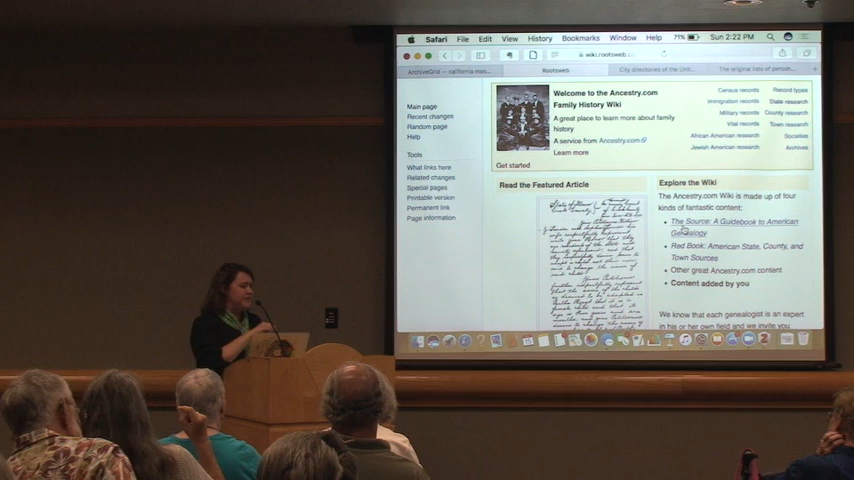 Safari File Edit View History Bookmarks Window Help 71% Sun 2:22 PM
wiki.rootsweb.co
ArchiveGrid — california mas... Rootsweb City directories of the Unit... The original lists of person...
Main page
Recent changes
Random page
Help
Tools
What links here
Related changes
Special pages
Printable version
Permanent link
Page information
Welcome to the Ancestry.com
Family History Wiki
A great place to learn more about family
history
A service from Ancestry.com
Learn more
Get started
Census records Record types
Immigration records State research
Military records County research
Vital records Town research
African American research Societies
Jewish American research Archives
Read the Featured Article
Explore the Wiki
The Ancestry.com Wiki is made up of four
kinds of fantastic content:
The Source: A Guidebook to American
Genealogy
Red Book: American State, County, and
Town Sources
Other great Ancestry.com content
Content added by you
We know that each genealogist is an expert
in his or her own field and we invite you